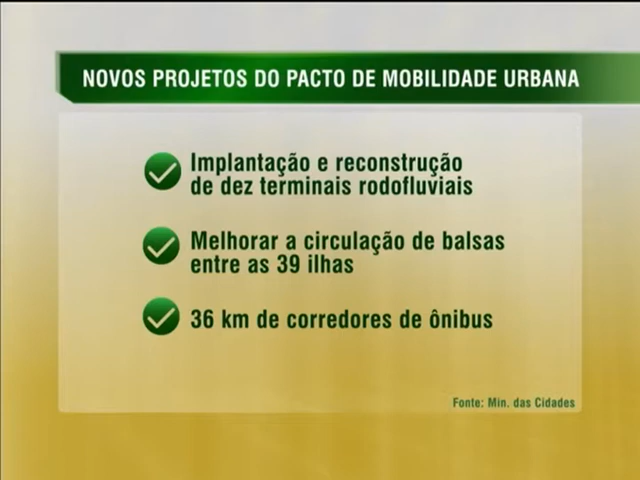 NOVOS PROJETOS DO PACTO DE MOBILIDADE URBANA
Implantação e reconstrução
de dez terminais rodofluviais
Melhorar a circulação de balsas
entre as 39 ilhas
36 km de corredores de ônibus
Fonte: Min. das Cidades